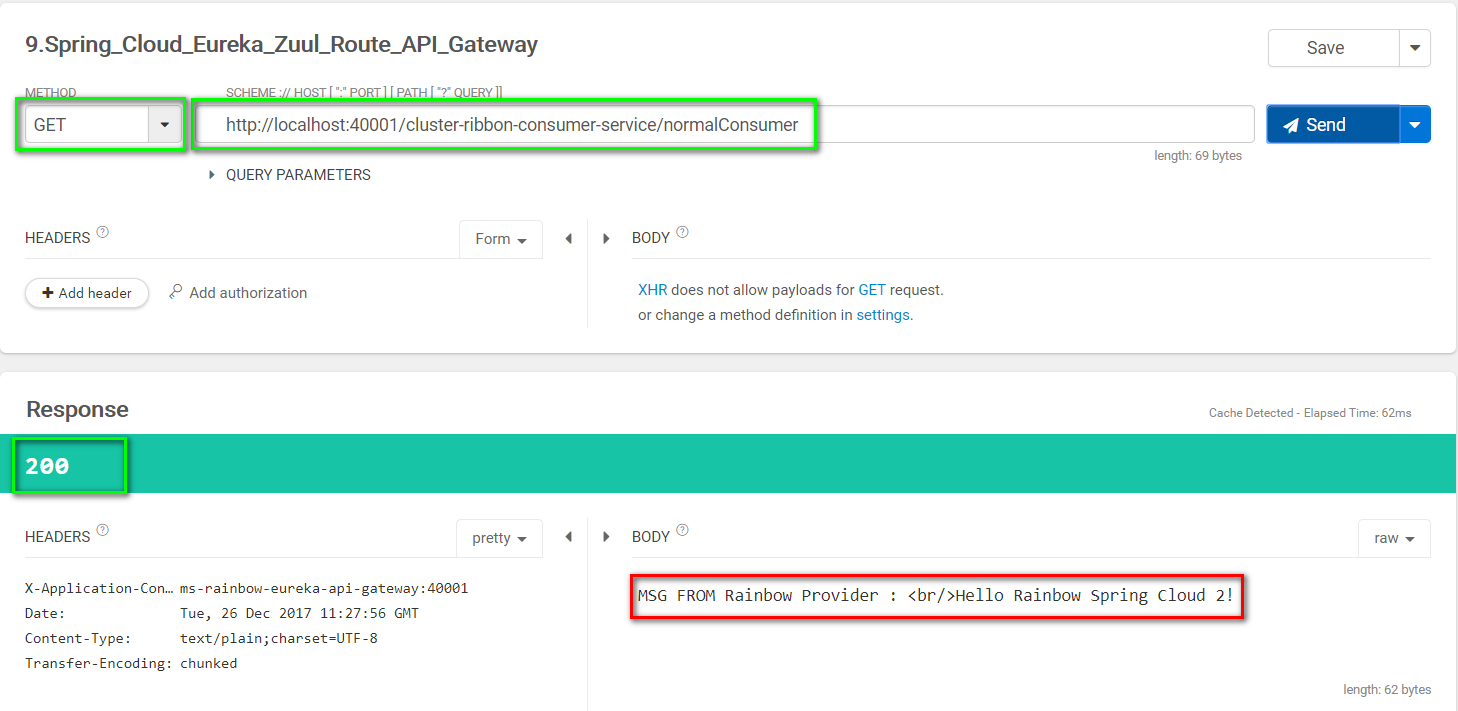 9.Spring_Cloud_Eureka_Zuul_Route_API_Gateway
Save
METHOD
SCHEME :// HOST [ ":" PORT ] [ PATH [ "?" QUERY ]]
GET
http://localhost:40001/cluster-ribbon-consumer-service/normalConsumer
Send
length: 69 bytes
QUERY PARAMETERS
HEADERS ?
Form
BODY ?
+ Add header
Add authorization
XHR does not allow payloads for GET request.
or change a method definition in settings.
Response
Cache Detected - Elapsed Time: 62ms
200
HEADERS ?
pretty
BODY ?
raw
X-Application-Con… ms-rainbow-eureka-api-gateway:40001
Date: Tue, 26 Dec 2017 11:27:56 GMT
Content-Type: text/plain;charset=UTF-8
Transfer-Encoding: chunked
MSG FROM Rainbow Provider : <br/>Hello Rainbow Spring Cloud 2!
length: 62 bytes